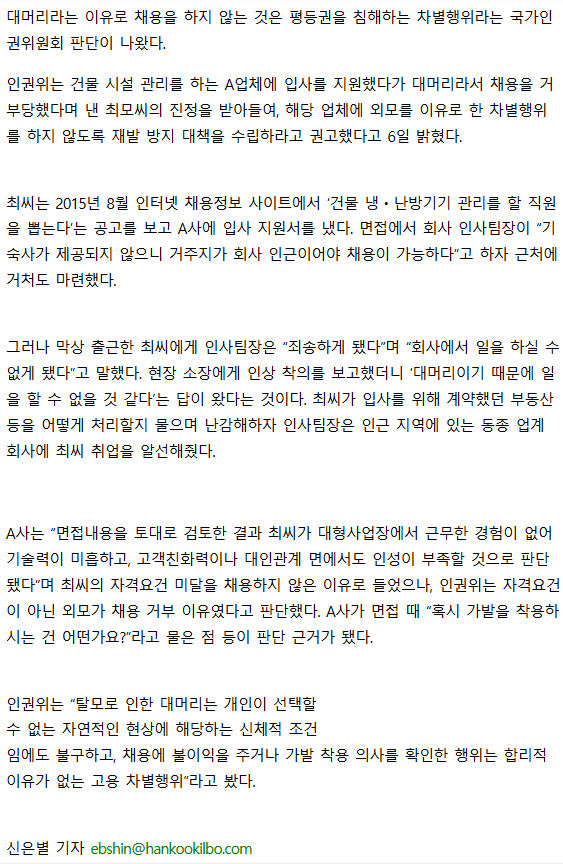 대머리라는 이유로 채용을 하지 않는 것은 평등권을 침해하는 차별행위라는 국가인
권위원회 판단이 나왔다.
인권위는 건물 시설 관리를 하는 A업체에 입사를 지원했다가 대머리라서 채용을 거
부당했다며 낸 최모씨의 진정을 받아들여, 해당 업체에 외모를 이유로 한 차별행위
를 하지 않도록 재발 방지 대책을 수립하라고 권고했다고 6일 밝혔다.
최씨는 2015년 8월 인터넷 채용정보 사이트에서 ‘건물 냉·난방기기 관리를 할 직원
을 뽑는다’는 공고를 보고 A사에 입사 지원서를 냈다. 면접에서 회사 인사팀장이 “기
숙사가 제공되지 않으니 거주지가 회사 인근이어야 채용이 가능하다”고 하자 근처에
거처도 마련했다.
그러나 막상 출근한 최씨에게 인사팀장은 “죄송하게 됐다”며 “회사에서 일을 하실 수
없게 됐다”고 말했다. 현장 소장에게 인상 착의를 보고했더니 ‘대머리이기 때문에 일
을 할 수 없을 것 같다’는 답이 왔다는 것이다. 최씨가 입사를 위해 계약했던 부동산
등을 어떻게 처리할지 물으며 난감해하자 인사팀장은 인근 지역에 있는 동종 업계
회사에 최씨 취업을 알선해줬다.
A사는 “면접내용을 토대로 검토한 결과 최씨가 대형사업장에서 근무한 경험이 없어
기술력이 미흡하고, 고객친화력이나 대인관계 면에서도 인성이 부족할 것으로 판단
됐다”며 최씨의 자격요건 미달을 채용하지 않은 이유로 들었으나, 인권위는 자격요건
이 아닌 외모가 채용 거부 이유였다고 판단했다. A사가 면접 때 “혹시 가발을 착용하
시는 건 어떤가요?”라고 물은 점 등이 판단 근거가 됐다.
인권위는 “탈모로 인한 대머리는 개인이 선택할
수 없는 자연적인 현상에 해당하는 신체적 조건
임에도 불구하고, 채용에 불이익을 주거나 가발 착용 의사를 확인한 행위는 합리적
이유가 없는 고용 차별행위”라고 봤다.
신은별 기자 ebshin@hankookilbo.com